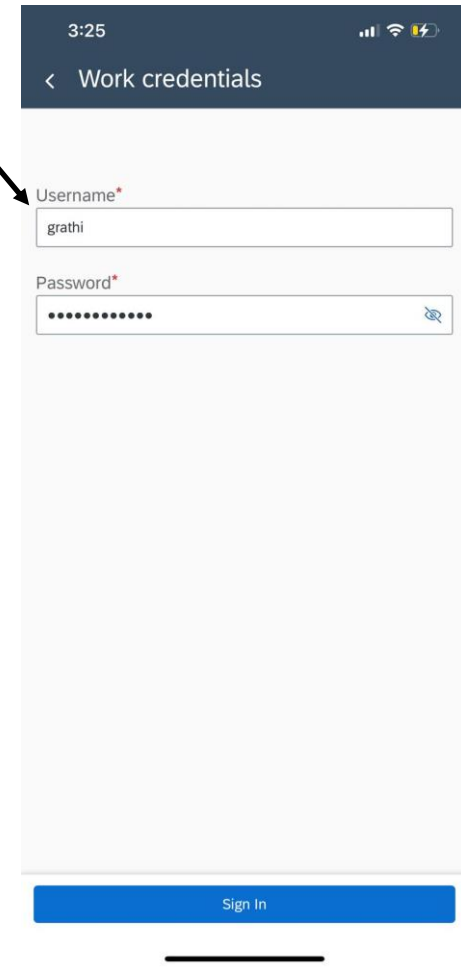 3:25
< Work credentials
Username*
grathi
Password*
••••••••••••
Sign In